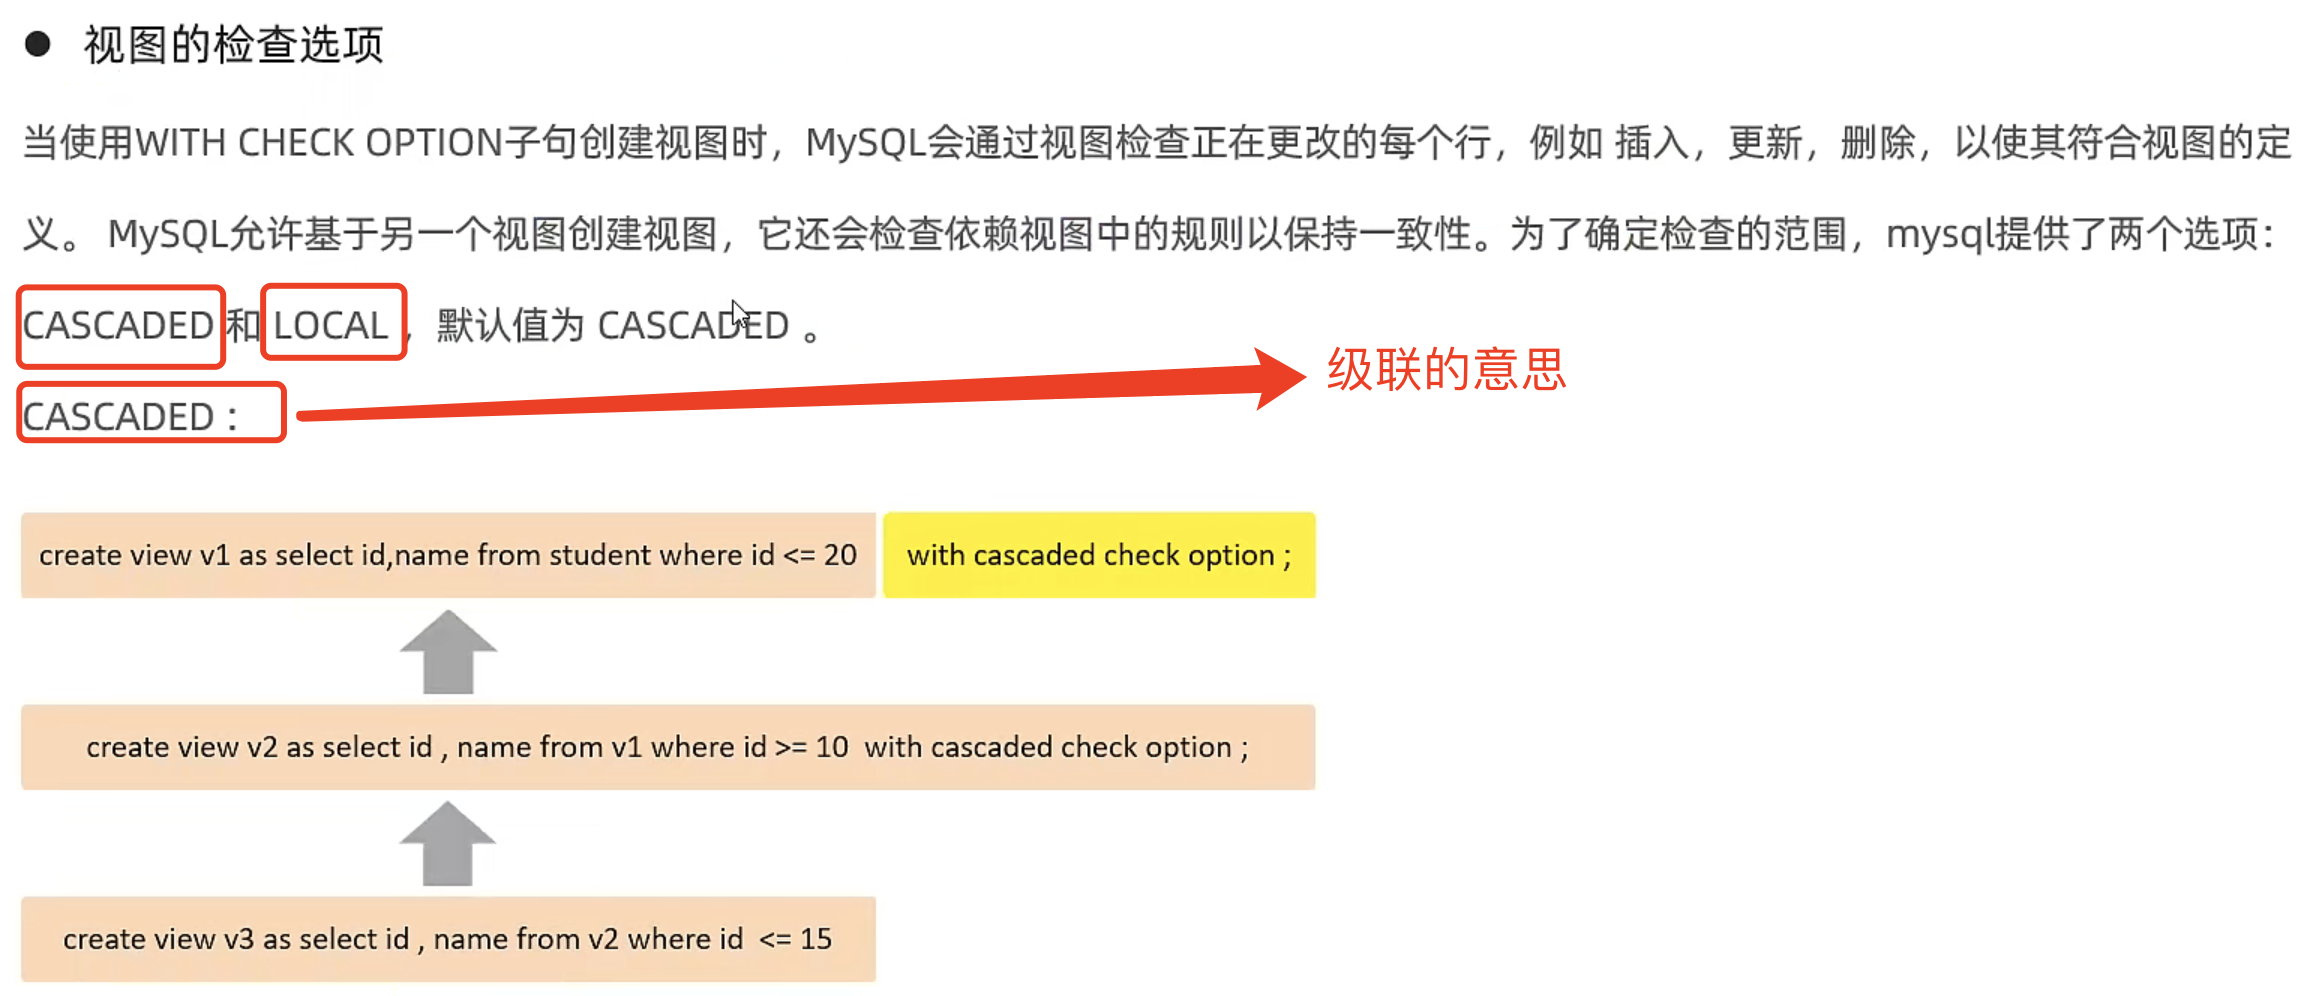 ● 视图的检查选项
当使用WITH CHECK OPTION子句创建视图时，MySQL会通过视图检查正在更改的每个行，例如 插入，更新，删除，以使其符合视图的定
义。 MySQL允许基于另一个视图创建视图，它还会检查依赖视图中的规则以保持一致性。为了确定检查的范围，mysql提供了两个选项：
CASCADED 和 LOCAL ，默认值为 CASCADED 。
级联的意思
CASCADED：
create view v1 as select id,name from student where id <= 20 with cascaded check option ;
create view v2 as select id , name from v1 where id >= 10 with cascaded check option ;
create view v3 as select id , name from v2 where id <= 15